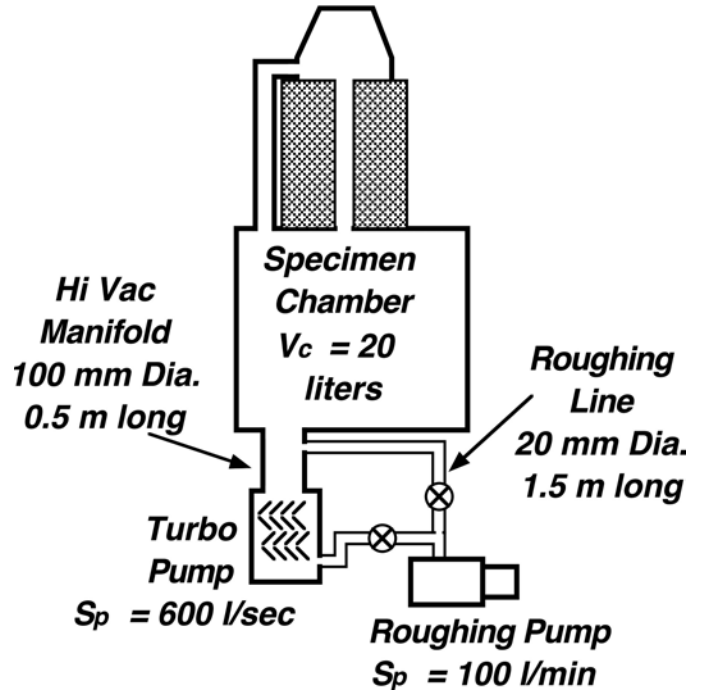 Specimen
Chamber
Vc = 20
liters
Hi Vac
Manifold
100 mm Dia.
0.5 m long
Roughing
Line
20 mm Dia.
1.5 m long
Turbo
Pump
Sp = 600 l/sec
Roughing Pump
Sp = 100 l/min